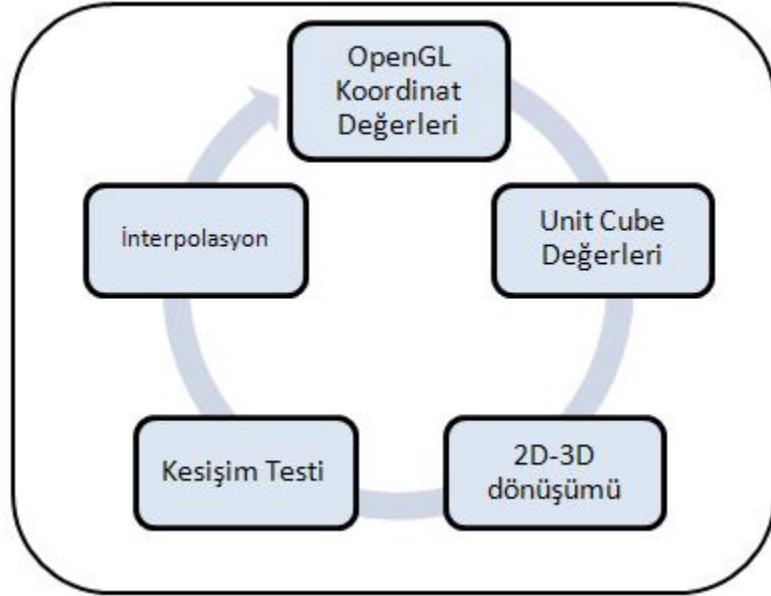 OpenGL
Koordinat
Değerleri
Unit Cube
Değerleri
2D-3D
dönüşümü
Kesişim Testi
İnterpolasyon